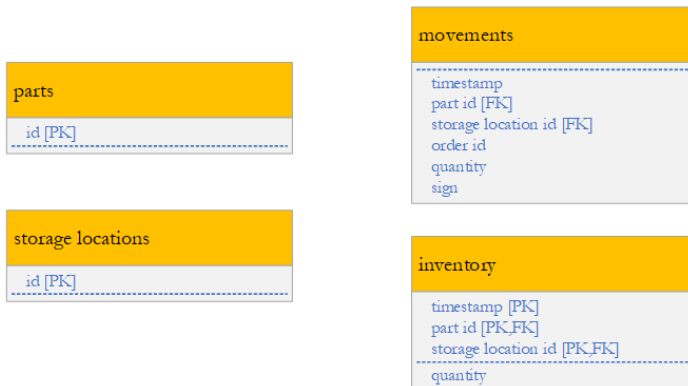 parts
id [PK]
storage locations
id [PK]
movements
timestamp
part id [FK]
storage location id [FK]
order id
quantity
sign
inventory
timestamp [PK]
part id [PK,FK]
storage location id [PK,FK]
quantity